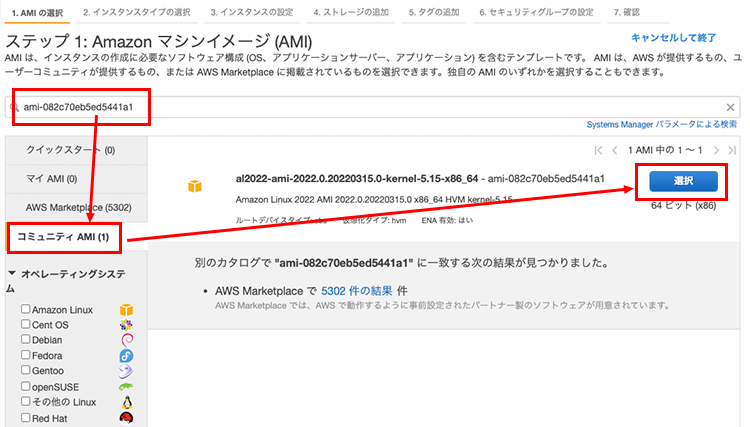 1. AMI の選択 2. インスタンスタイプの選択 3. インスタンスの設定 4. ストレージの追加 5. タグの追加 6. セキュリティグループの設定 7. 確認
ステップ 1: Amazon マシンイメージ (AMI)
キャンセルして終了
AMI は、インスタンスの作成に必要なソフトウェア構成 (OS、アプリケーションサーバー、アプリケーション) を含むテンプレートです。 AMI は、AWS が提供するもの、ユ
ーザーコミュニティが提供するもの、または AWS Marketplace に掲載されているものを選択できます。独自の AMI のいずれかを選択することもできます。
ami-082c70eb5ed5441a1
Systems Manager パラメータによる検索
クイックスタート (0)
マイ AMI (0)
AWS Marketplace (5302)
コミュニティ AMI (1)
オペレーティングシステ
ム
Amazon Linux
Cent OS
Debian
Fedora
Gentoo
openSUSE
その他の Linux
Red Hat
1 AMI 中の 1 〜 1
al2022-ami-2022.0.20220315.0-kernel-5.15-x86_64 - ami-082c70eb5ed5441a1
選択
Amazon Linux 2022 AMI 2022.0.20220315.0 x86_64 HVM kernel-5.15
64 ビット (x86)
ルートデバイスタイプ: ebs 仮想化タイプ: hvm ENA 有効: はい
別のカタログで "ami-082c70eb5ed5441a1" に一致する次の結果が見つかりました。
• AWS Marketplace で 5302 件の結果 件
AWS Marketplace では、AWS で動作するように事前設定されたパートナー製のソフトウェアが用意されています。